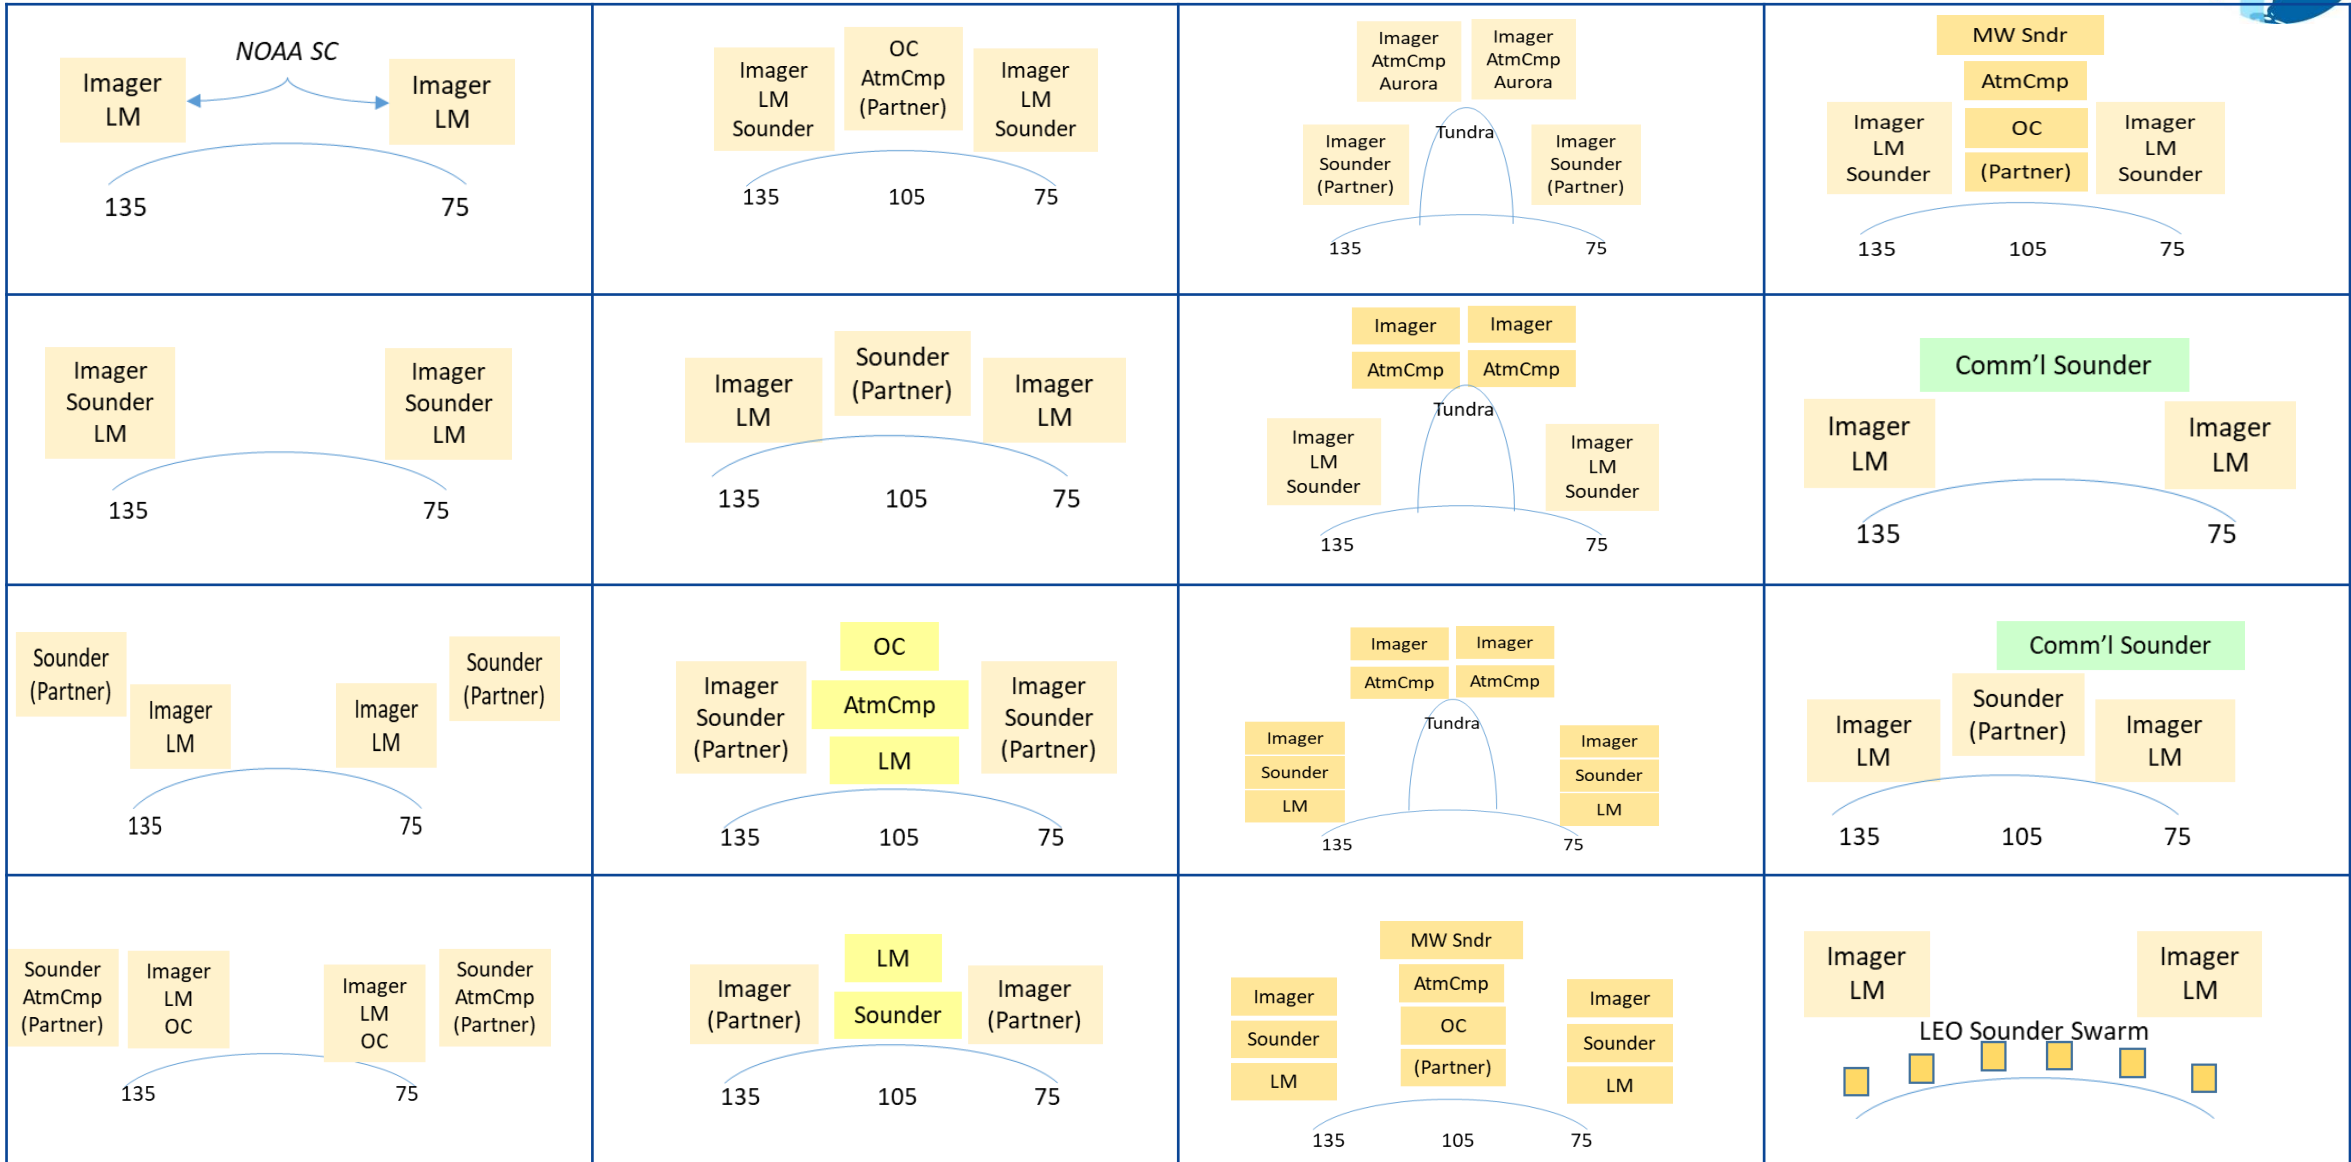 NOAA SC
Imager
LM
Imager
LM
135
75
Imager
LM
Sounder
OC
AtmCmp
(Partner)
Imager
LM
Sounder
135
105
75
Imager
AtmCmp
Aurora
Imager
AtmCmp
Aurora
Tundra
Imager
Sounder
(Partner)
Imager
Sounder
(Partner)
135
75
MW Sndr
AtmCmp
OC
(Partner)
Imager
LM
Sounder
Imager
LM
Sounder
135
105
75
Imager
Sounder
LM
Imager
Sounder
LM
135
75
Imager
LM
Sounder
(Partner)
Imager
LM
135
105
75
Imager
Imager
AtmCmp
AtmCmp
Tundra
Imager
LM
Sounder
Imager
LM
Sounder
135
75
Comm’l Sounder
Imager
LM
Imager
LM
135
75
Sounder
(Partner)
Imager
LM
Imager
LM
Sounder
(Partner)
135
75
OC
AtmCmp
LM
Imager
Sounder
(Partner)
Imager
Sounder
(Partner)
135
105
75
Imager
Imager
AtmCmp
AtmCmp
Tundra
Imager
Sounder
LM
Imager
Sounder
LM
135
75
Comm’l Sounder
Imager
LM
Sounder
(Partner)
Imager
LM
135
105
75
Sounder
AtmCmp
(Partner)
Imager
LM
OC
Imager
LM
OC
Sounder
AtmCmp
(Partner)
135
75
LM
Sounder
Imager
(Partner)
Imager
(Partner)
135
105
75
MW Sndr
AtmCmp
OC
(Partner)
Imager
Sounder
LM
Imager
Sounder
LM
135
105
75
Imager
LM
Imager
LM
LEO Sounder Swarm